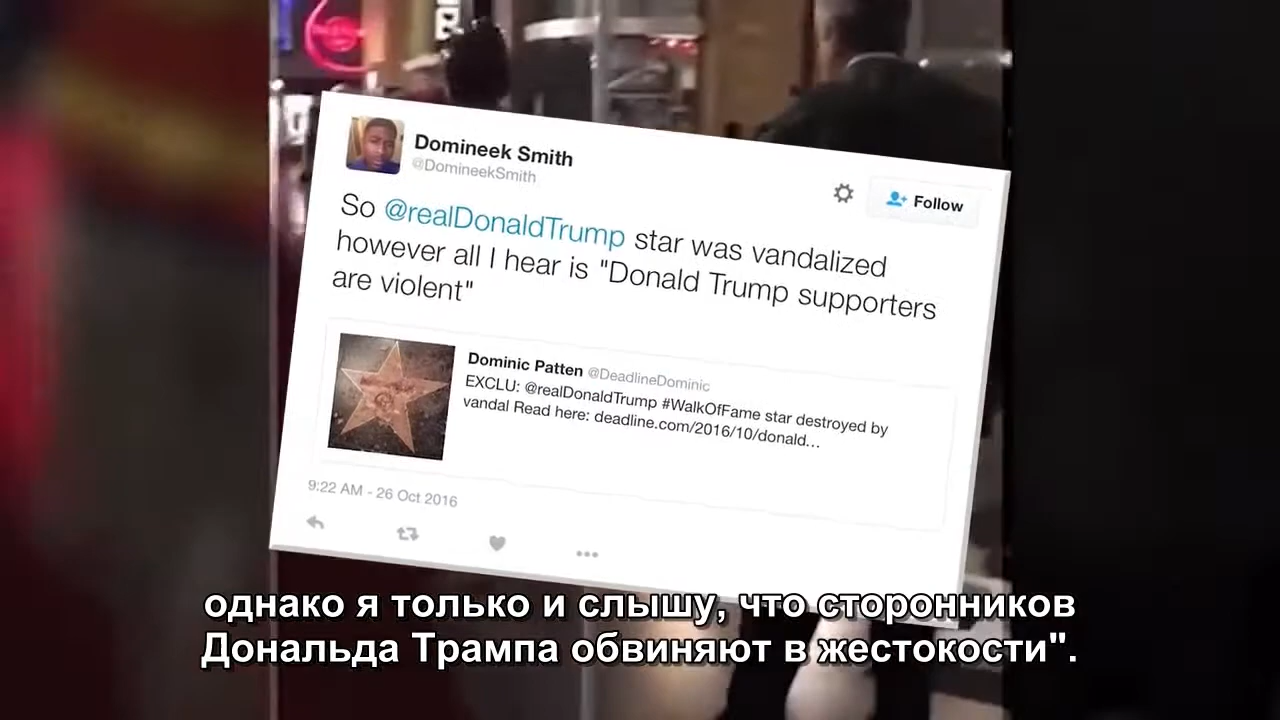 Domineek Smith
@DomineekSmith
Follow
So @realDonaldTrump star was vandalized
however all I hear is "Donald Trump supporters
are violent"
Dominic Patten @DeadlineDominic
EXCLU: @realDonaldTrump #WalkOfFame star destroyed by
vandal Read here: deadline.com/2016/10/donald...
9:22 AM - 26 Oct 2016
однако я только и слышу, что сторонников
Дональда Трампа обвиняют в жестокости".